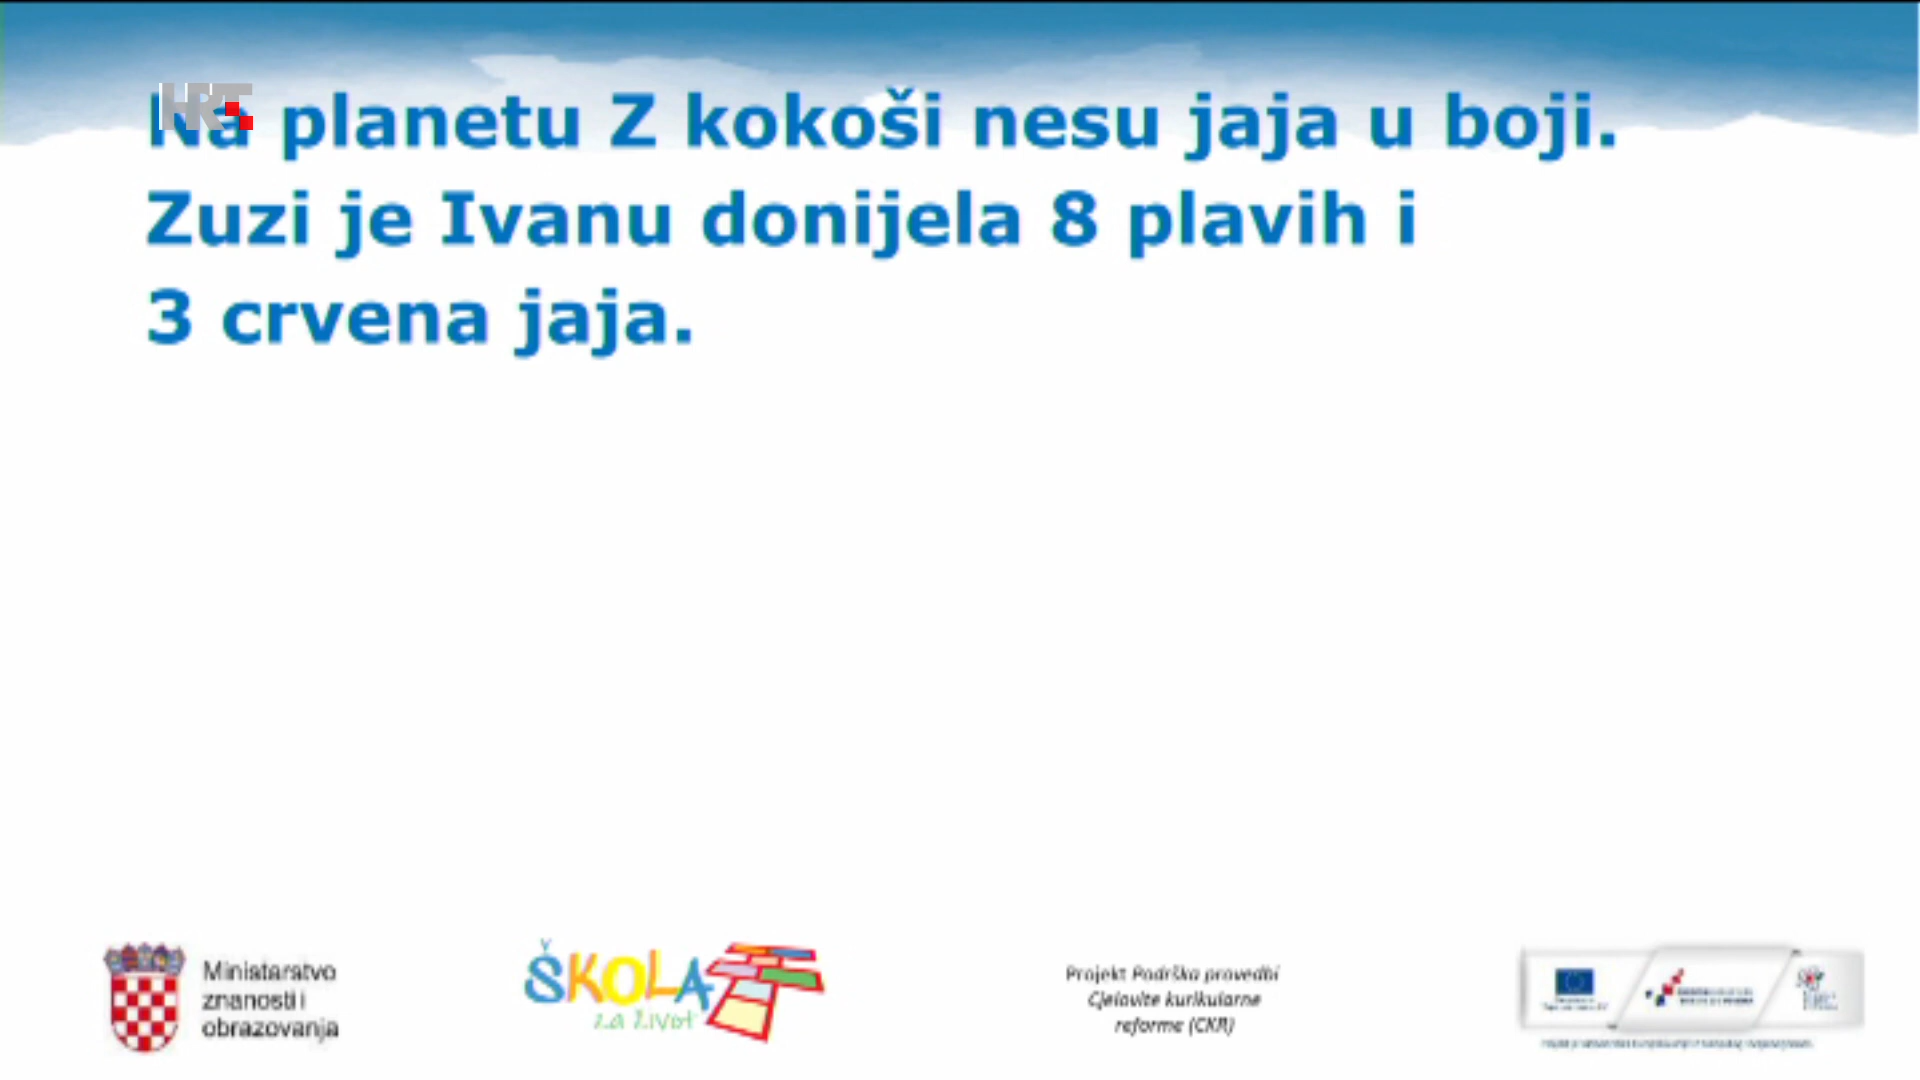 HRT
Na planetu Z kokoši nesu jaja u boji.
Zuzi je Ivanu donijela 8 plavih i
3 crvena jaja.
Ministarstvo
znanosti i
obrazovanja
ŠKOLA
za život
Projekt Podrška provedbi
Cjelovite kurikularne
reforme (CKR)